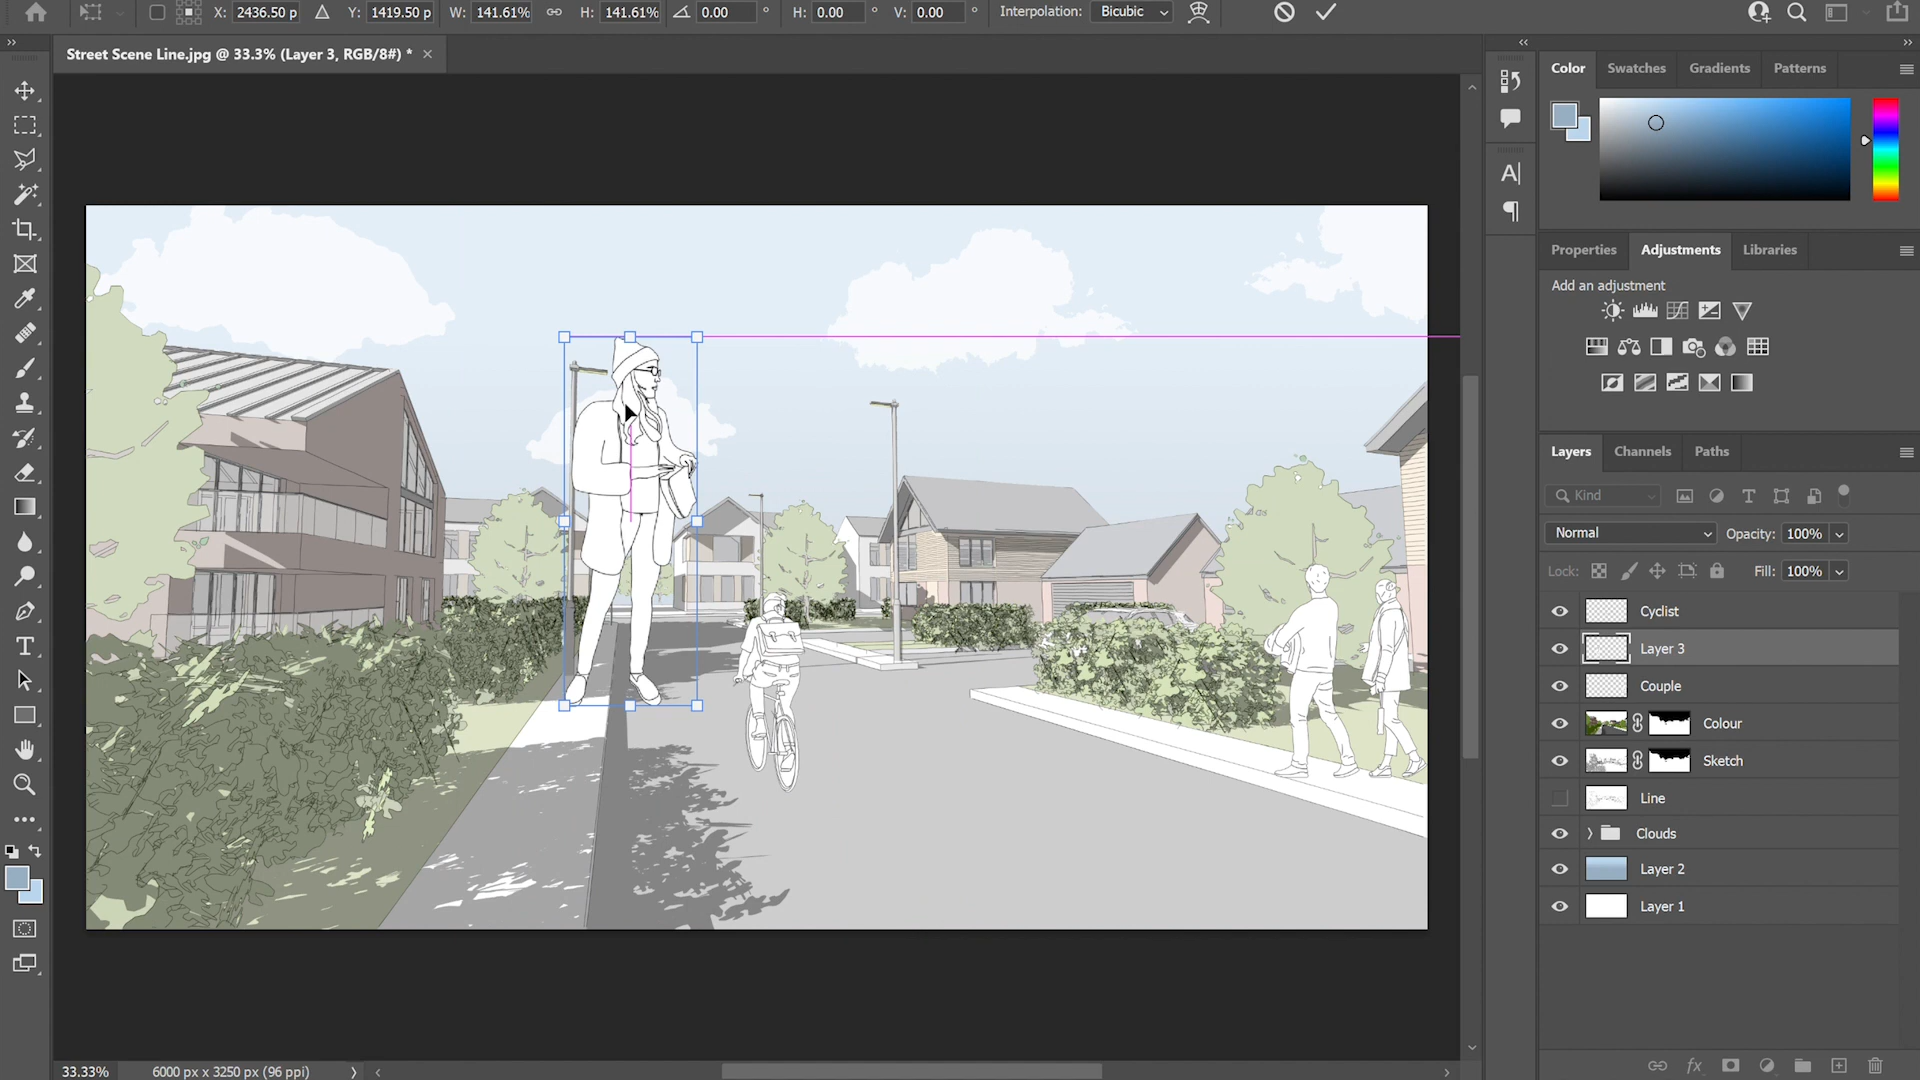 X: 2436.50 p Y: 1419.50 p W: 141.61% H: 141.61% 0.00 ° H: 0.00 ° V: 0.00 ° Interpolation: Bicubic
Street Scene Line.jpg @ 33.3% (Layer 3, RGB/8#) * ×
Color Swatches Gradients Patterns
Properties Adjustments Libraries
Add an adjustment
Layers Channels Paths
Kind
Normal Opacity: 100%
Lock: Fill: 100%
Cyclist
Layer 3
Couple
Colour
Sketch
Line
Clouds
Layer 2
Layer 1
33.33% 6000 px x 3250 px (96 ppi)